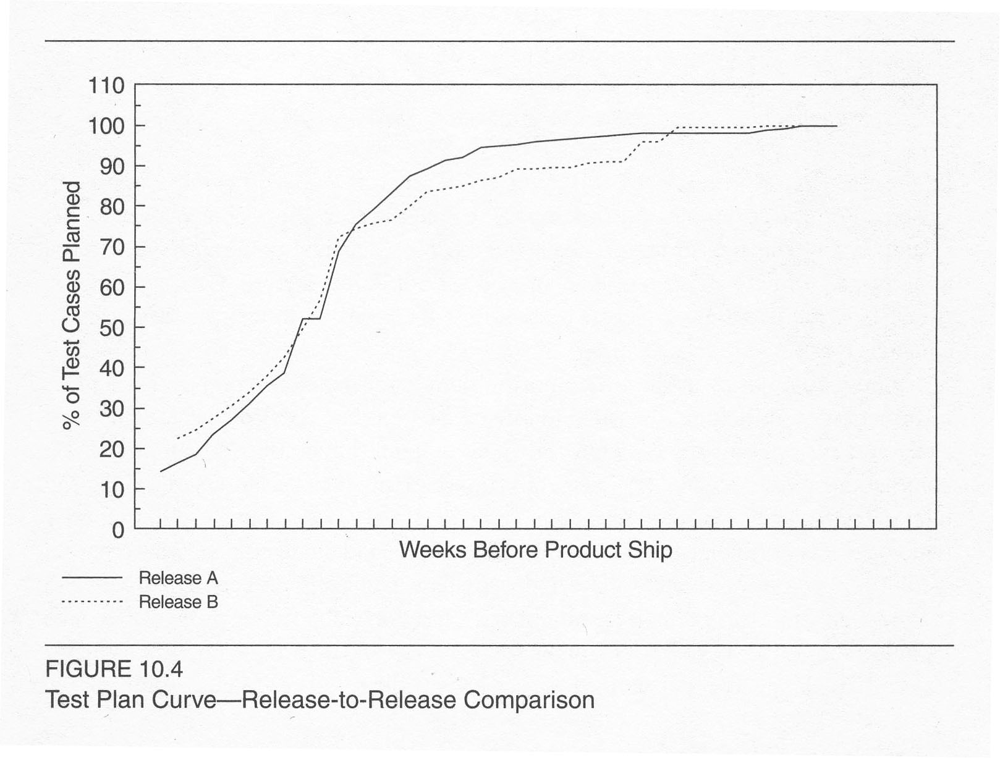 110
100
90
80
70
60
50
40
30
20
10
0
% of Test Cases Planned
Weeks Before Product Ship
Release A
Release B
FIGURE 10.4
Test Plan Curve—Release-to-Release Comparison